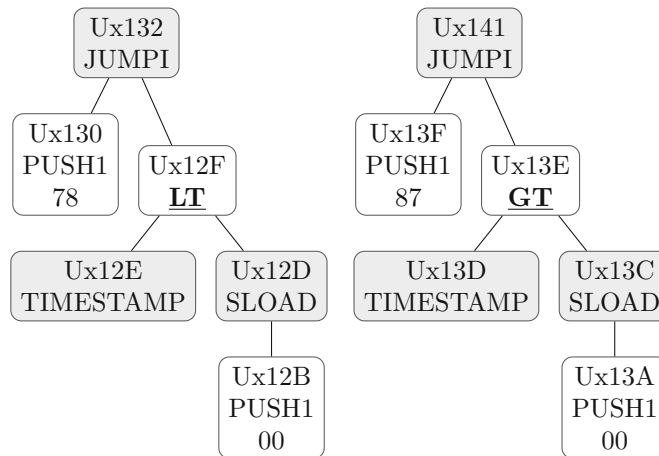 Ux132
JUMPI
Ux130
PUSH1
78
Ux12F
LT
Ux12E
TIMESTAMP
Ux12D
SLOAD
Ux12B
PUSH1
00
Ux141
JUMPI
Ux13F
PUSH1
87
Ux13E
GT
Ux13D
TIMESTAMP
Ux13C
SLOAD
Ux13A
PUSH1
00